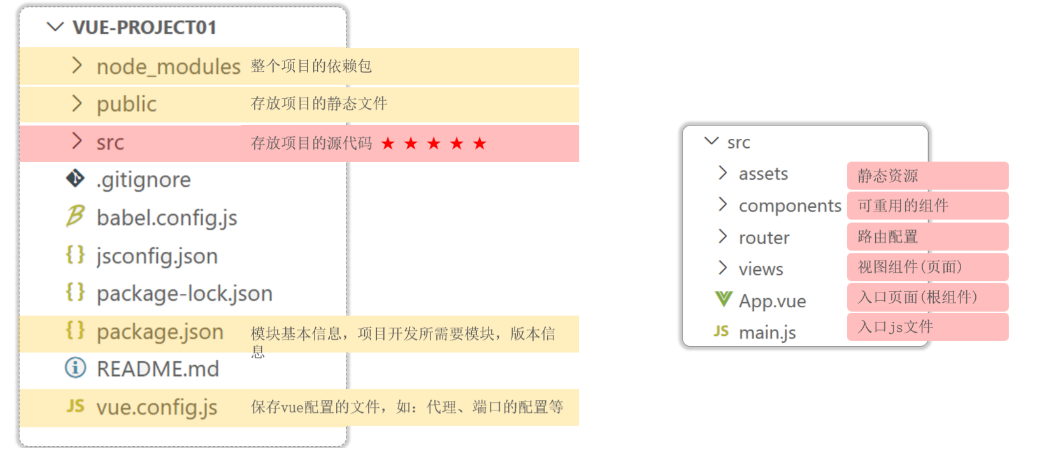 VUE-PROJECT01
node_modules 整个项目的依赖包
public 存放项目的静态文件
src 存放项目的源代码 ★ ★ ★ ★ ★
.gitignore
babel.config.js
{} jsconfig.json
{} package-lock.json
{} package.json 模块基本信息，项目开发所需要模块，版本信
息
README.md
JS vue.config.js 保存vue配置的文件，如：代理、端口的配置等
src
assets 静态资源
components 可重用的组件
router 路由配置
views 视图组件(页面)
App.vue 入口页面(根组件)
JS main.js 入口js文件